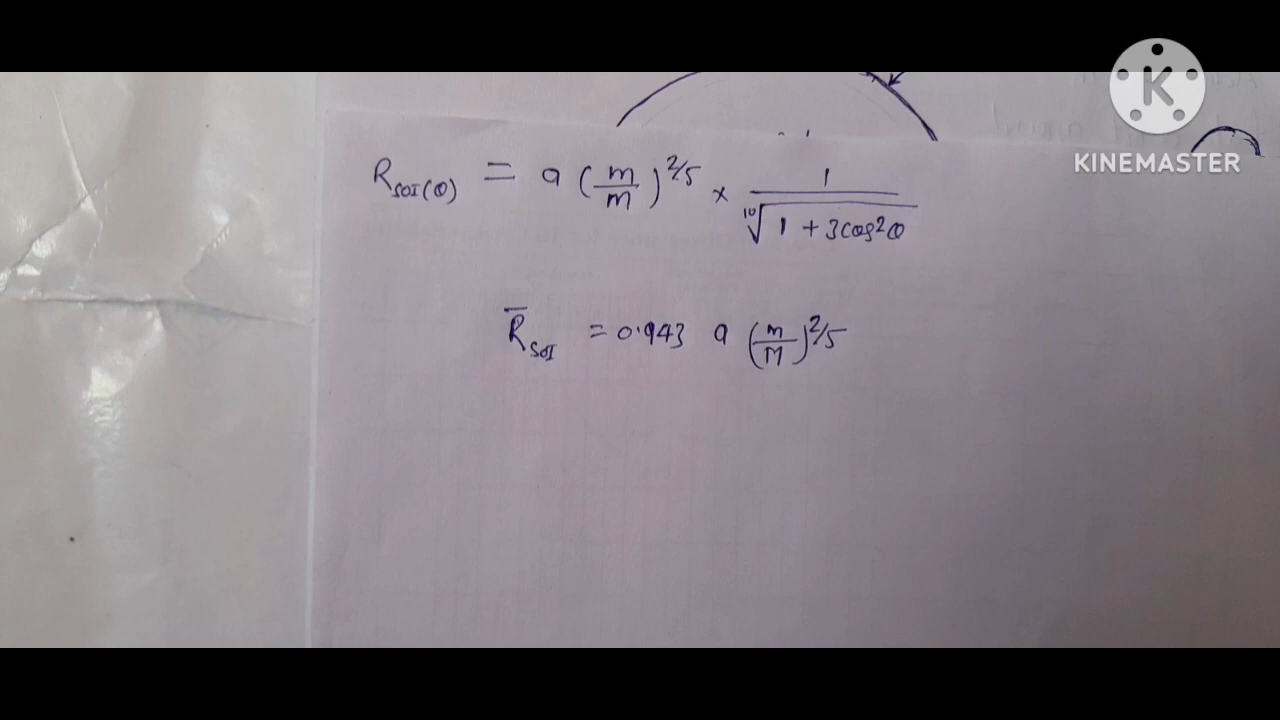 K
KINEMASTER
R_SOI(θ) = a (m/m)^2/5 × 1/¹⁰√1 + 3cos²θ
R̅_SOI = 0.943 a (m/M)^2/5